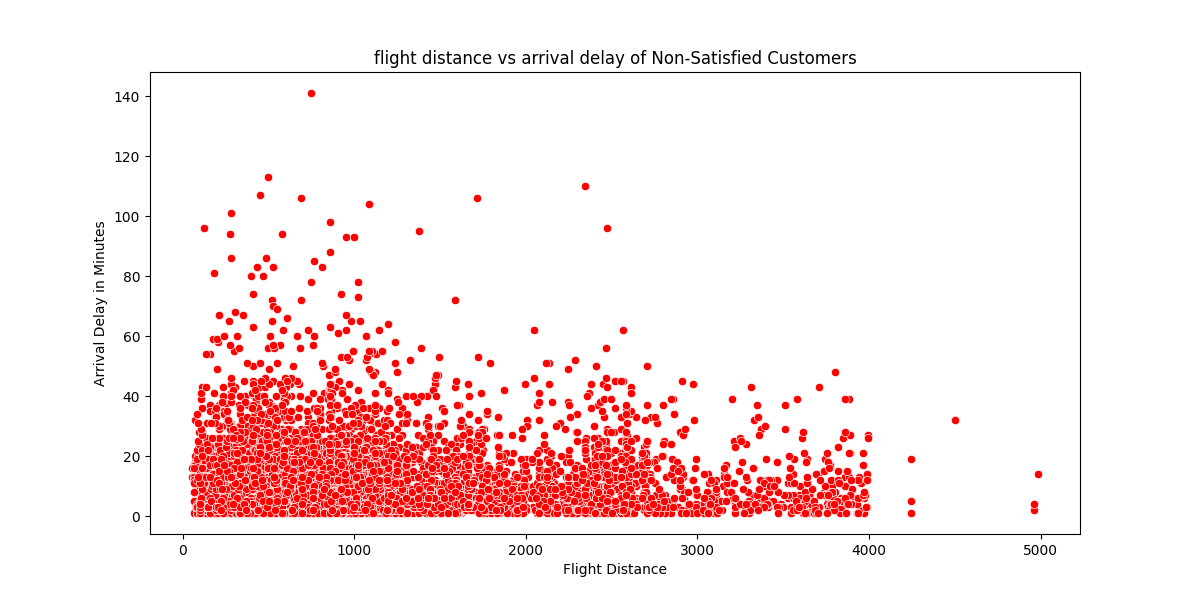 flight distance vs arrival delay of Non-Satisfied Customers
Arrival Delay in Minutes
140
120
100
80
60
40
20
0
0 1000 2000 3000 4000 5000
Flight Distance